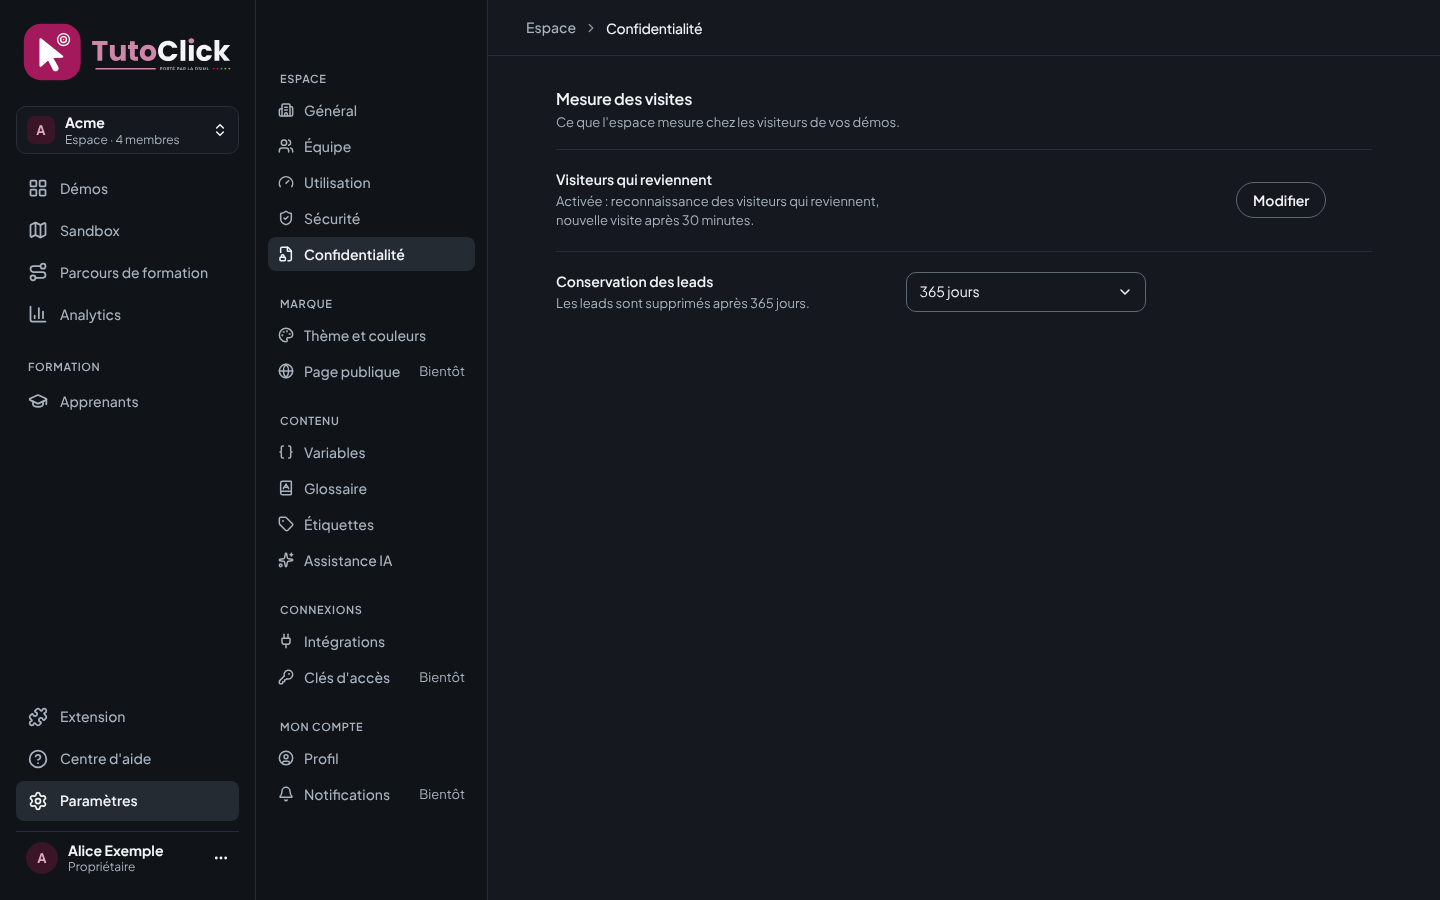 TutoClick
PORTÉ PAR LA DSIML
A
Acme
Espace · 4 membres
Démos
Sandbox
Parcours de formation
Analytics
FORMATION
Apprenants
Extension
Centre d'aide
Paramètres
A
Alice Exemple
Propriétaire
ESPACE
Général
Équipe
Utilisation
Sécurité
Confidentialité
MARQUE
Thème et couleurs
Page publique Bientôt
CONTENU
Variables
Glossaire
Étiquettes
Assistance IA
CONNEXIONS
Intégrations
Clés d'accès Bientôt
MON COMPTE
Profil
Notifications Bientôt
Espace > Confidentialité
Mesure des visites
Ce que l'espace mesure chez les visiteurs de vos démos.
Visiteurs qui reviennent
Activée : reconnaissance des visiteurs qui reviennent,
nouvelle visite après 30 minutes.
Modifier
Conservation des leads
Les leads sont supprimés après 365 jours.
365 jours